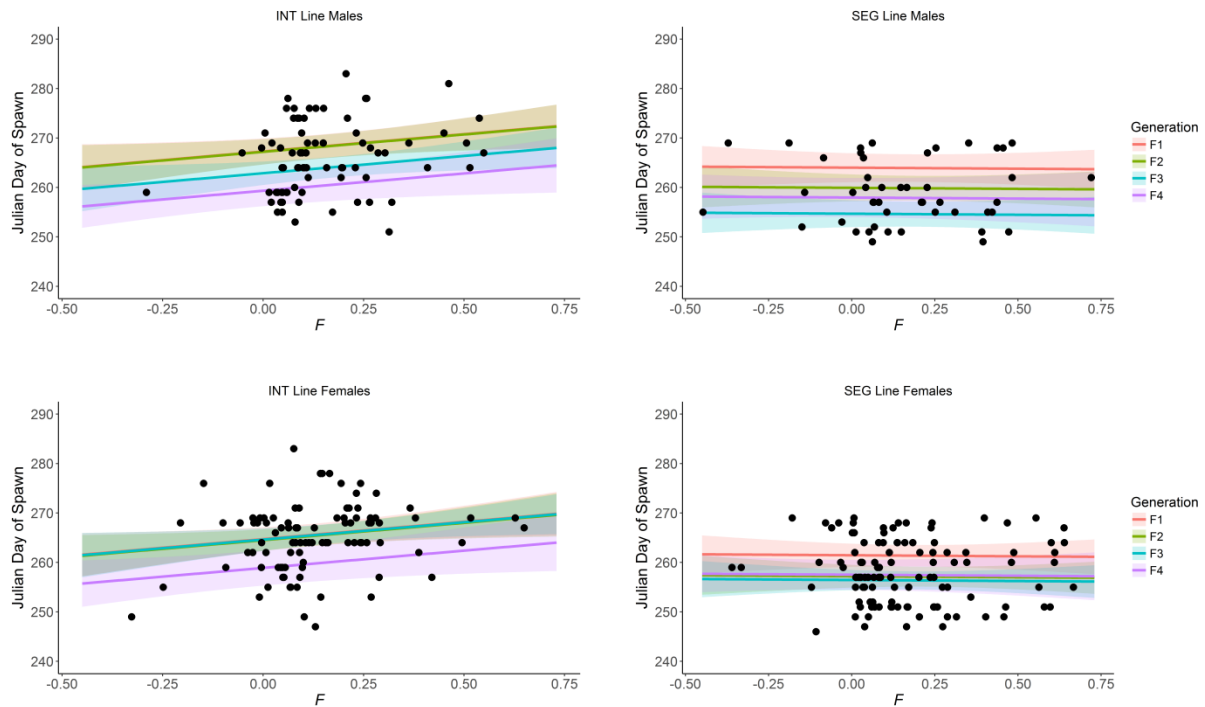 INT Line Males
290
280
270
260
250
240
Julian Day of Spawn
-0.50 -0.25 0.00 0.25 0.50 0.75
F
SEG Line Males
290
280
270
260
250
240
Julian Day of Spawn
-0.50 -0.25 0.00 0.25 0.50 0.75
F
Generation
F1
F2
F3
F4
INT Line Females
290
280
270
260
250
240
Julian Day of Spawn
-0.50 -0.25 0.00 0.25 0.50 0.75
F
SEG Line Females
290
280
270
260
250
240
Julian Day of Spawn
-0.50 -0.25 0.00 0.25 0.50 0.75
F
Generation
F1
F2
F3
F4